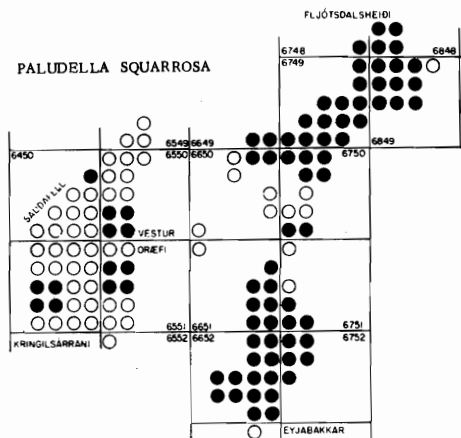 FLJÓTSDALSHEIÐI
6748 6848
6749
PALUDELLA SQUARROSA
6849
6549 6649
6450 6550 6650 6750
VESTUR
ÖRÆFI
6551 6651 6751
KRINGILSÁRRANI 6552 6652 6752
EYJABAKKAR